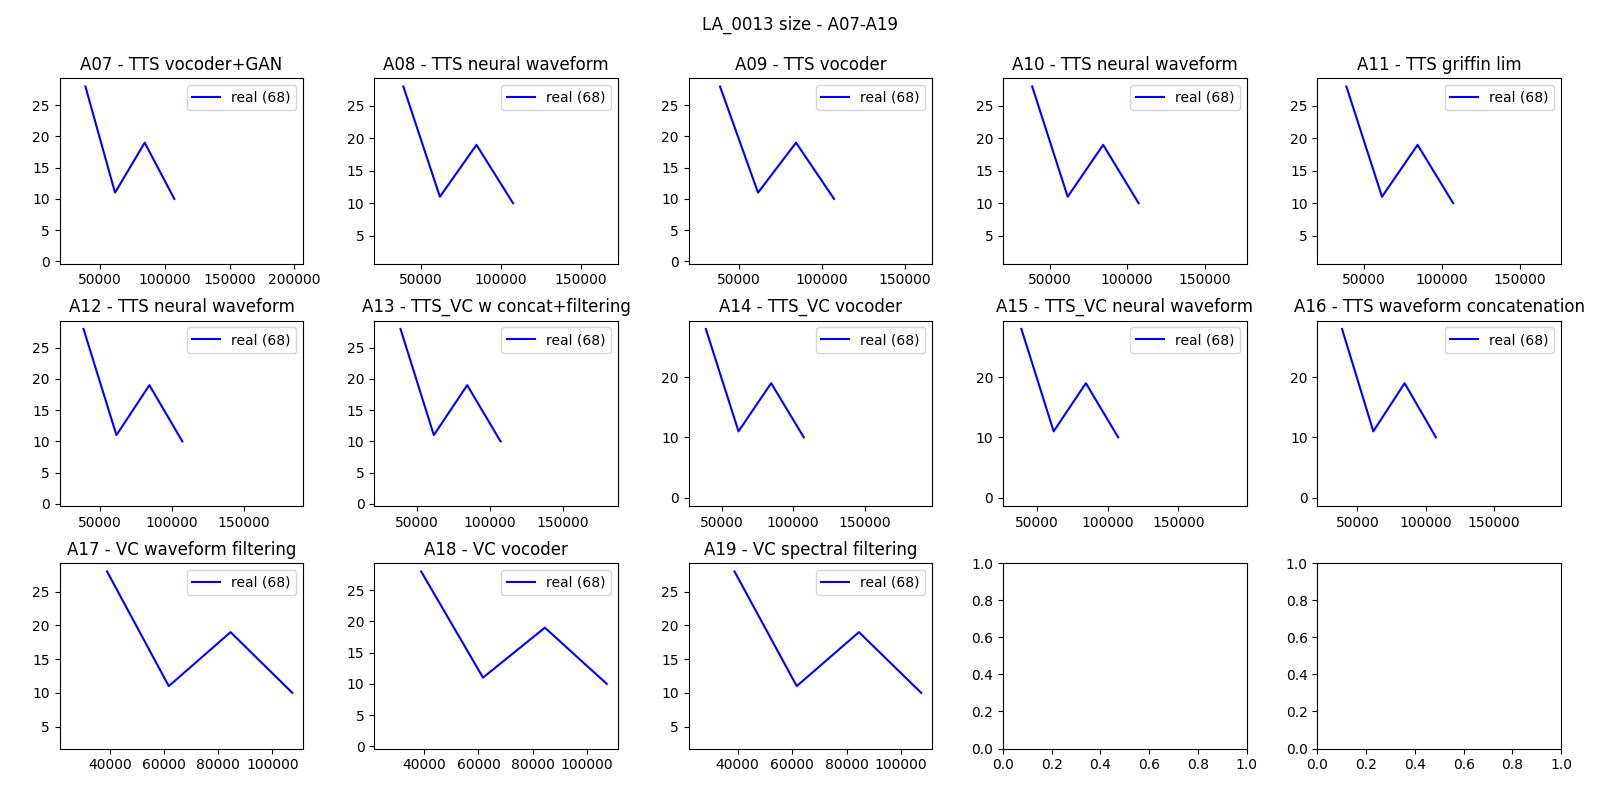 LA_0013 size - A07-A19
A07 - TTS vocoder+GAN
real (68)
25
20
15
10
5
0
50000 100000 150000 200000
A08 - TTS neural waveform
real (68)
25
20
15
10
5
50000 100000 150000
A09 - TTS vocoder
real (68)
25
20
15
10
5
0
50000 100000 150000
A10 - TTS neural waveform
real (68)
25
20
15
10
5
50000 100000 150000
A11 - TTS griffin lim
real (68)
25
20
15
10
5
50000 100000 150000
A12 - TTS neural waveform
real (68)
25
20
15
10
5
0
50000 100000 150000
A13 - TTS_VC w concat+filtering
real (68)
25
20
15
10
5
0
50000 100000 150000
A14 - TTS_VC vocoder
real (68)
20
10
0
50000 100000 150000
A15 - TTS_VC neural waveform
real (68)
20
10
0
50000 100000 150000
A16 - TTS waveform concatenation
real (68)
20
10
0
50000 100000 150000
A17 - VC waveform filtering
real (68)
25
20
15
10
5
40000 60000 80000 100000
A18 - VC vocoder
real (68)
25
20
15
10
5
0
40000 60000 80000 100000
A19 - VC spectral filtering
real (68)
25
20
15
10
5
40000 60000 80000 100000
1.0
0.8
0.6
0.4
0.2
0.0
0.0 0.2 0.4 0.6 0.8 1.0
1.0
0.8
0.6
0.4
0.2
0.0
0.0 0.2 0.4 0.6 0.8 1.0